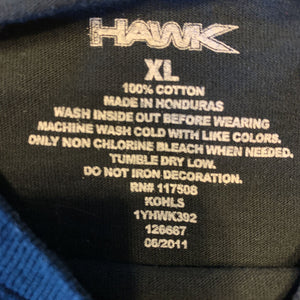 HAWK
XL
100% COTTON
MADE IN HONDURAS
WASH INSIDE OUT BEFORE WEARING
MACHINE WASH COLD WITH LIKE COLORS.
ONLY NON CHLORINE BLEACH WHEN NEEDED.
TUMBLE DRY LOW.
DO NOT IRON DECORATION.
RN# 117508
KOHLS
1YHWK392
126667
06/2011